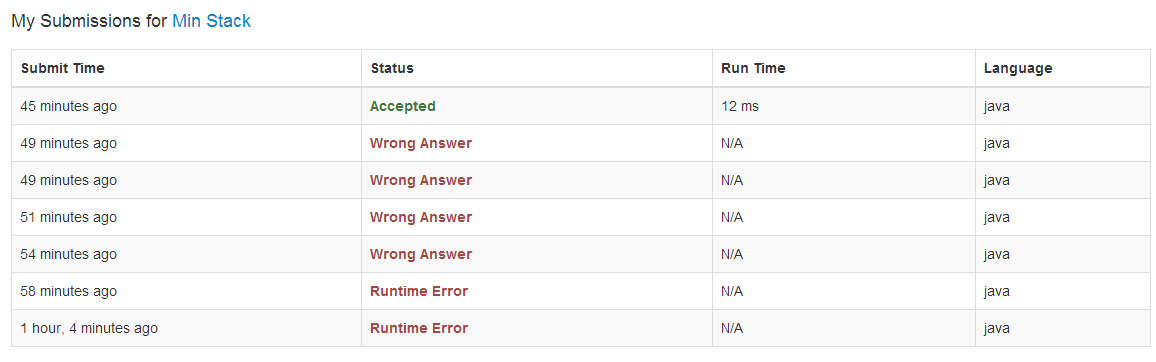 My Submissions for Min Stack
Submit Time Status Run Time Language
45 minutes ago Accepted 12 ms java
49 minutes ago Wrong Answer N/A java
49 minutes ago Wrong Answer N/A java
51 minutes ago Wrong Answer N/A java
54 minutes ago Wrong Answer N/A java
58 minutes ago Runtime Error N/A java
1 hour, 4 minutes ago Runtime Error N/A java